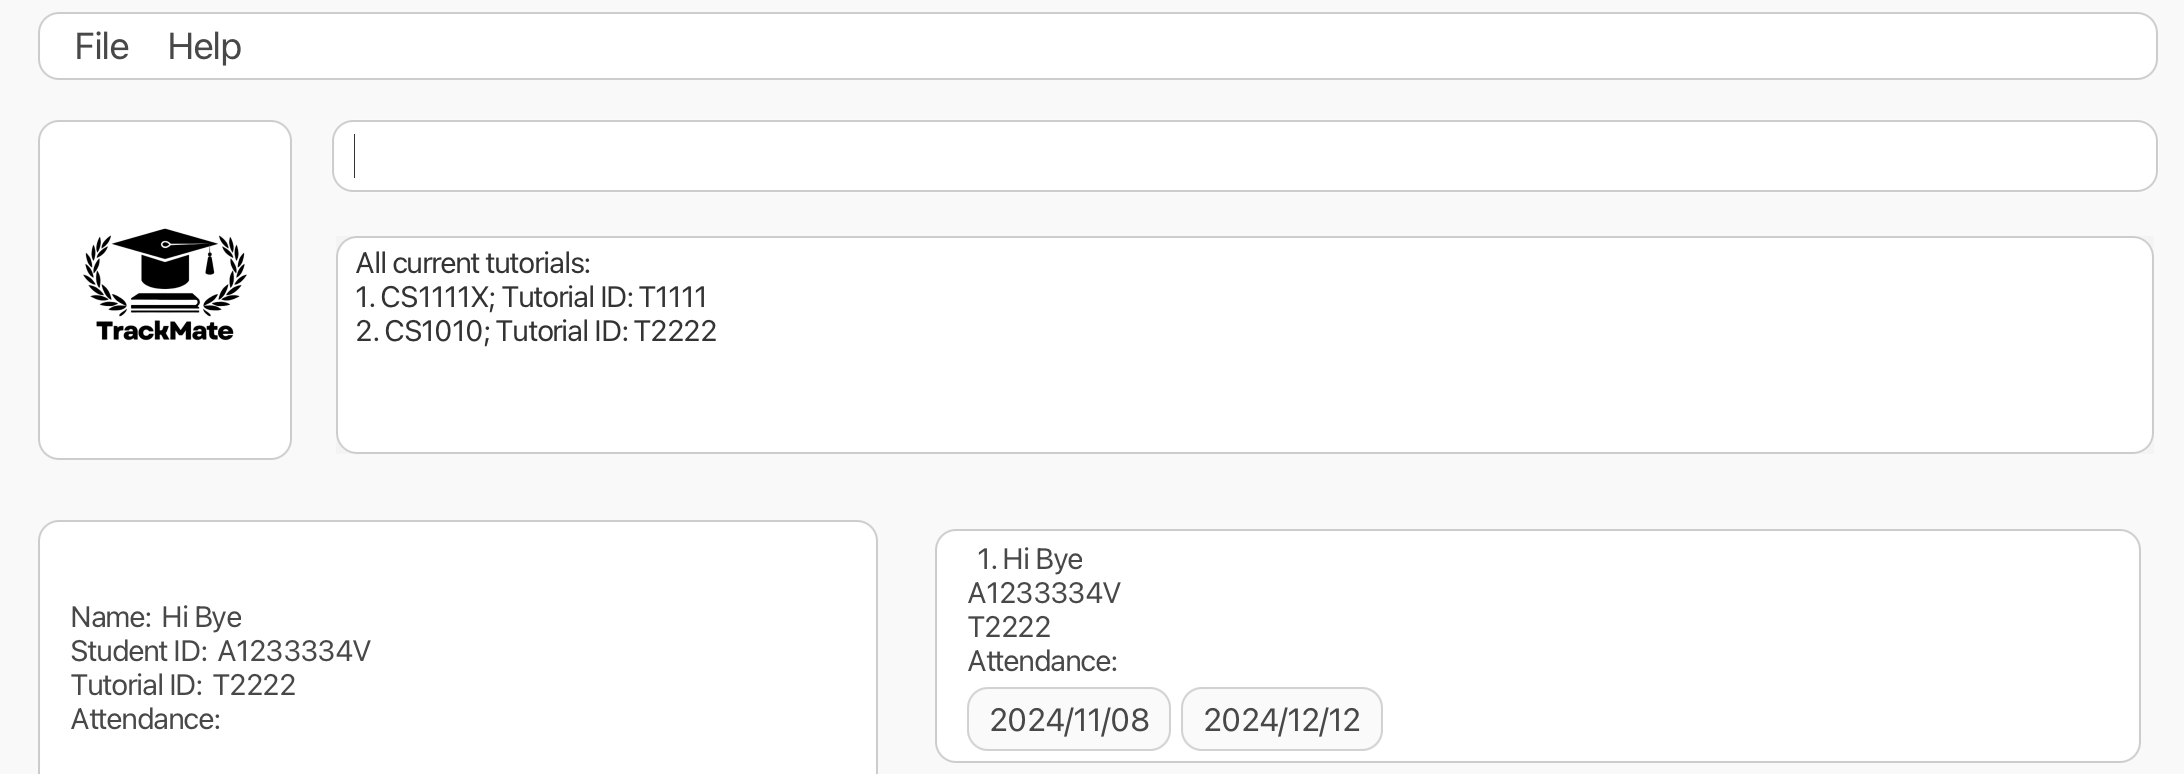 File Help
TrackMate
All current tutorials:
1. CS1111X; Tutorial ID: T1111
2. CS1010; Tutorial ID: T2222
Name: Hi Bye
Student ID: A1233334V
Tutorial ID: T2222
Attendance:
1. Hi Bye
A1233334V
T2222
Attendance:
2024/11/08 2024/12/12